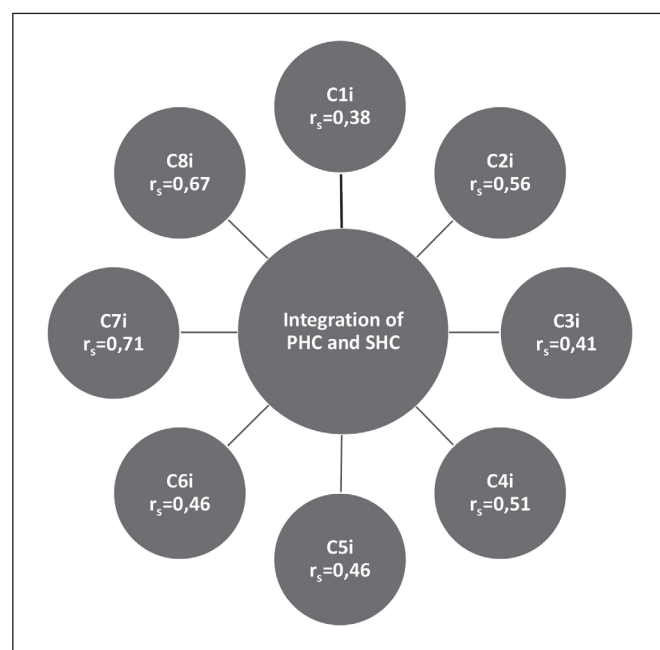 C1i
rs=0,38
C2i
rs=0,56
C3i
rs=0,41
C4i
rs=0,51
C5i
rs=0,46
C6i
rs=0,46
C7i
rs=0,71
C8i
rs=0,67
Integration of
PHC and SHC